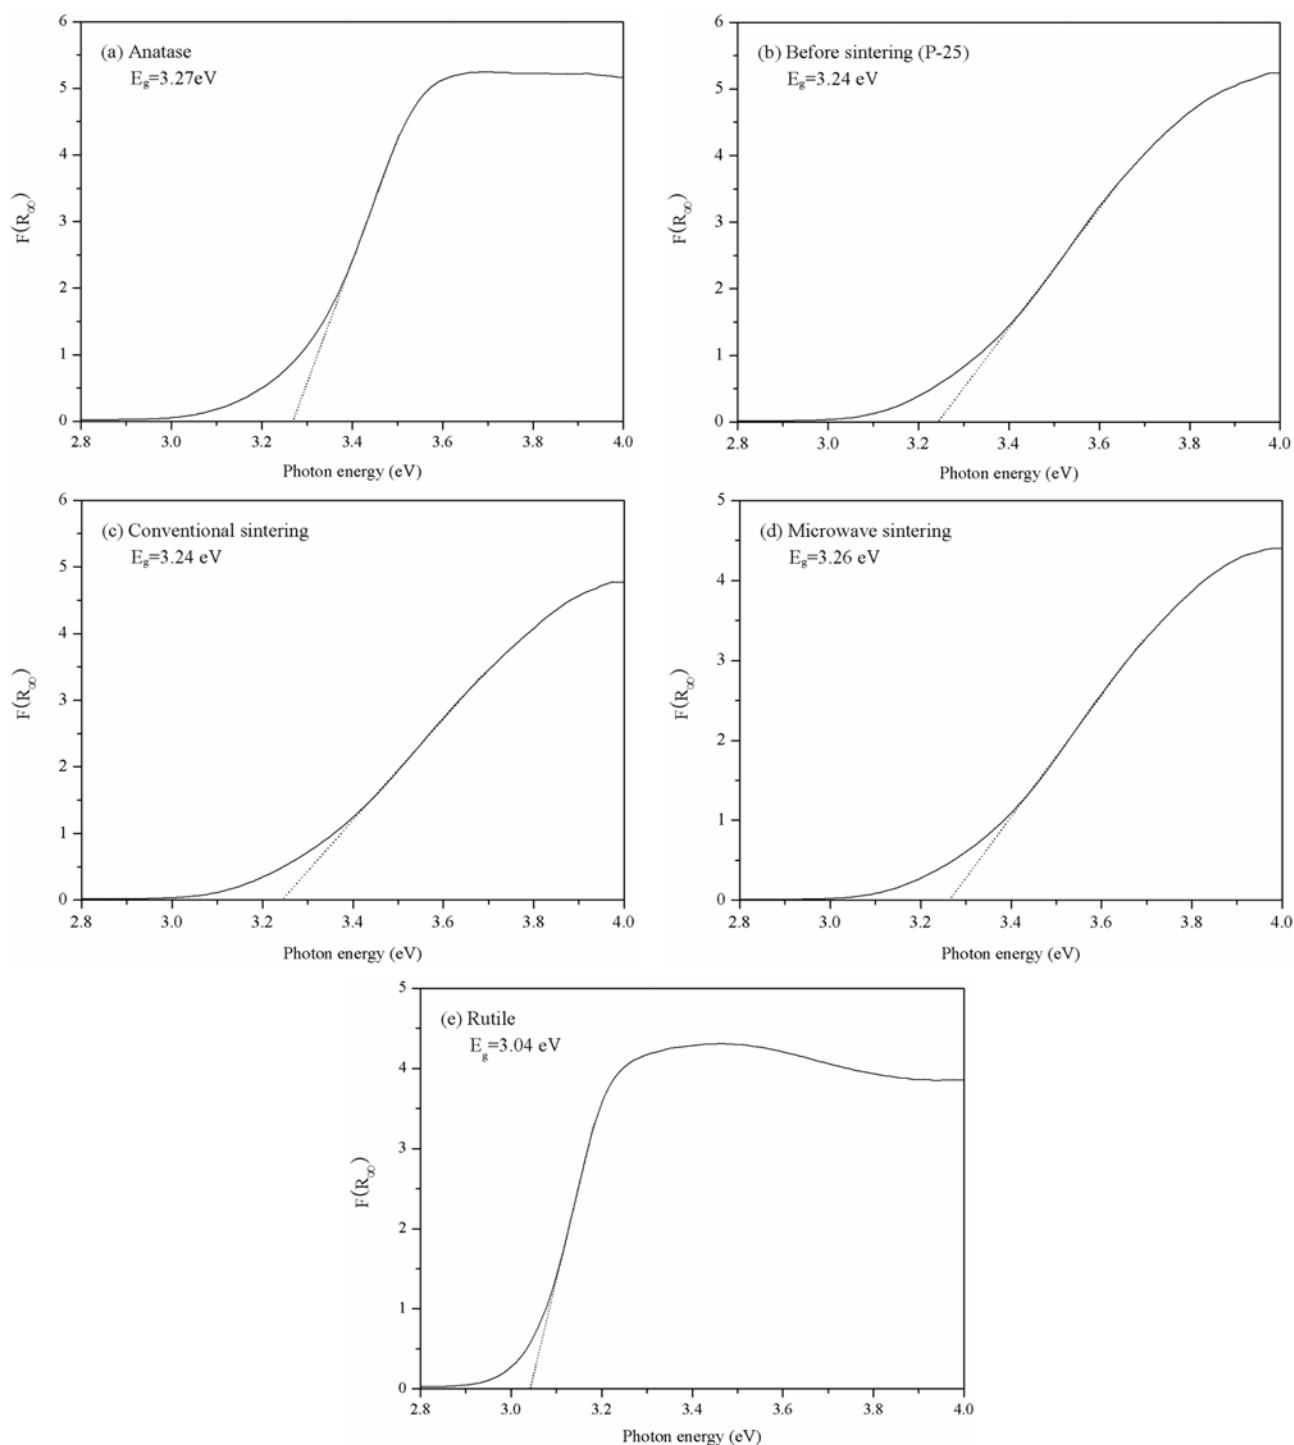 (a) Anatase
E_g=3.27eV
6
5
4
3
2
1
0
F(R∞)
2.8 3.0 3.2 3.4 3.6 3.8 4.0
Photon energy (eV)
(b) Before sintering (P-25)
E_g=3.24 eV
6
5
4
3
2
1
0
F(R∞)
2.8 3.0 3.2 3.4 3.6 3.8 4.0
Photon energy (eV)
(c) Conventional sintering
E_g=3.24 eV
6
5
4
3
2
1
0
F(R∞)
2.8 3.0 3.2 3.4 3.6 3.8 4.0
Photon energy (eV)
(d) Microwave sintering
E_g=3.26 eV
5
4
3
2
1
0
F(R∞)
2.8 3.0 3.2 3.4 3.6 3.8 4.0
Photon energy (eV)
(e) Rutile
E_g=3.04 eV
5
4
3
2
1
0
F(R∞)
2.8 3.0 3.2 3.4 3.6 3.8 4.0
Photon energy (eV)